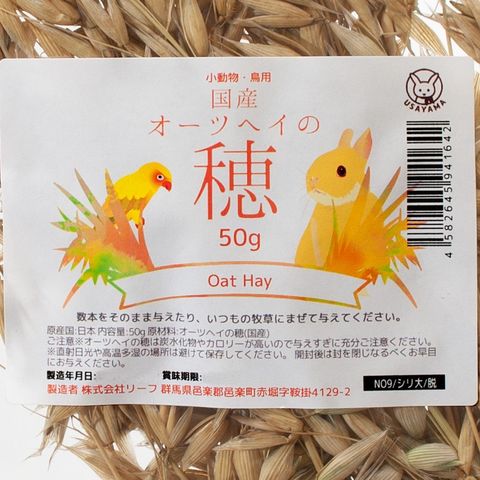 小動物・鳥用
国産
オーツヘイの
穂
50g
Oat Hay
USAYAMA
4 582645 941642
数本をそのまま与えたり、いつもの牧草にまぜて与えてください。
原産国:日本 内容量:50g 原材料:オーツヘイの穂(国産)
ご注意※オーツヘイの穂は炭水化物やカロリーが高いので与えすぎに充分ご注意ください。
※直射日光や高温多湿の場所は避けて保存してください。 開封後は封を閉じなるべくお早目
にお与えください。
製造年月日: 賞味期限:
製造者 株式会社リーフ 群馬県邑楽郡邑楽町赤堀字鞍掛4129-2
NO9/シリ大/脱